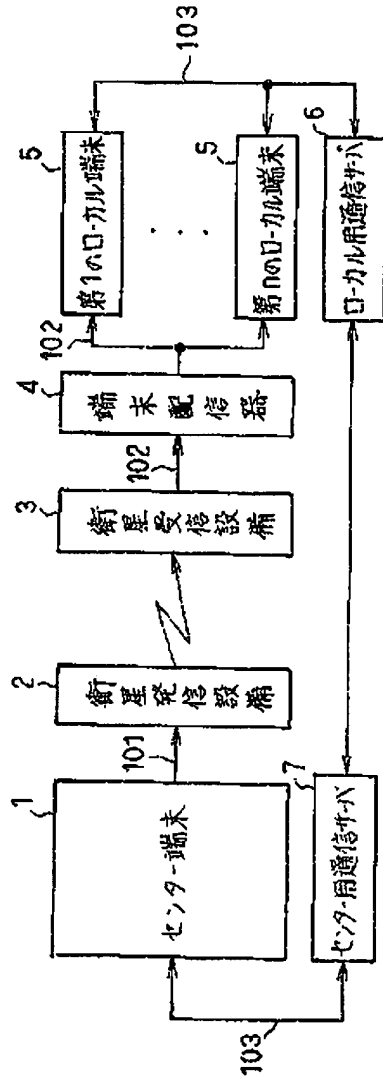 1
センター端末
101
2
衛星発信設備
3
衛星受信設備
102
4
端末配信器
102
5
第1のローカル端末
5
第nのローカル端末
103
6
ローカル用通信サーバ
7
センター用通信サーバ
103